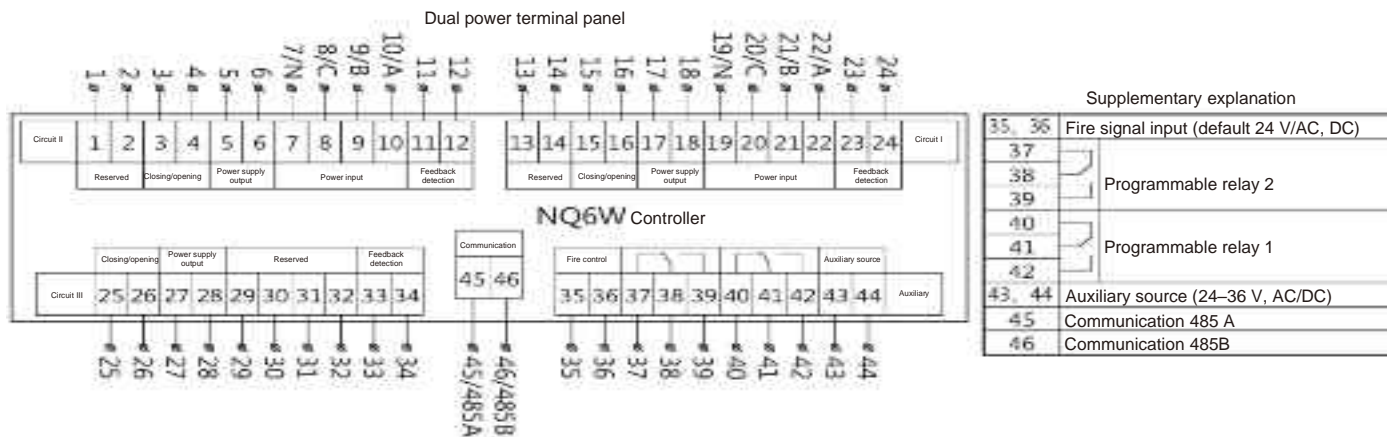 Dual power terminal panel
1 2 3 4 5 6 7/N 8/C 9/B 10/A 11 12 13 14 15 16 17 18 19/N 20/C 21/B 22/A 23 24
Circuit II 1 2 3 4 5 6 7 8 9 10 11 12 13 14 15 16 17 18 19 20 21 22 23 24 Circuit I
Reserved Closing/opening Power supply output Power input Feedback detection Reserved Closing/opening Power supply output Power input Feedback detection
NQ6W Controller
Closing/opening Power supply output Reserved Feedback detection Communication Fire control Auxiliary source
Circuit III 25 26 27 28 29 30 31 32 33 34 45 46 35 36 37 38 39 40 41 42 43 44 Auxiliary
25 26 27 28 29 30 31 32 33 34 45/485A 46/485B 35 36 37 38 39 40 41 42 43 44
Supplementary explanation
35, 36 Fire signal input (default 24 V/AC, DC)
37
38 Programmable relay 2
39
40
41 Programmable relay 1
42
43, 44 Auxiliary source (24–36 V, AC/DC)
45 Communication 485 A
46 Communication 485B